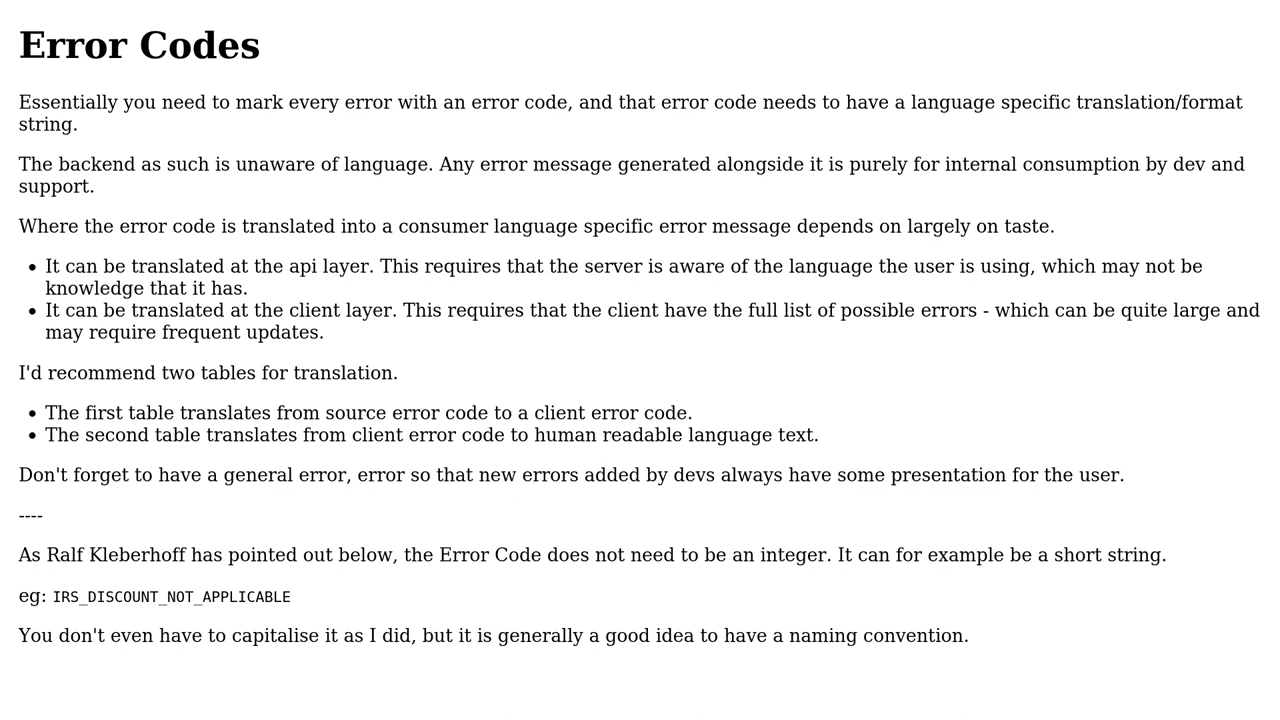 Error Codes
Essentially you need to mark every error with an error code, and that error code needs to have a language specific translation/format
string.
The backend as such is unaware of language. Any error message generated alongside it is purely for internal consumption by dev and
support.
Where the error code is translated into a consumer language specific error message depends on largely on taste.
• It can be translated at the api layer. This requires that the server is aware of the language the user is using, which may not be
knowledge that it has.
• It can be translated at the client layer. This requires that the client have the full list of possible errors - which can be quite large and
may require frequent updates.
I'd recommend two tables for translation.
• The first table translates from source error code to a client error code.
• The second table translates from client error code to human readable language text.
Don't forget to have a general error, error so that new errors added by devs always have some presentation for the user.
----
As Ralf Kleberhoff has pointed out below, the Error Code does not need to be an integer. It can for example be a short string.
eg: IRS_DISCOUNT_NOT_APPLICABLE
You don't even have to capitalise it as I did, but it is generally a good idea to have a naming convention.